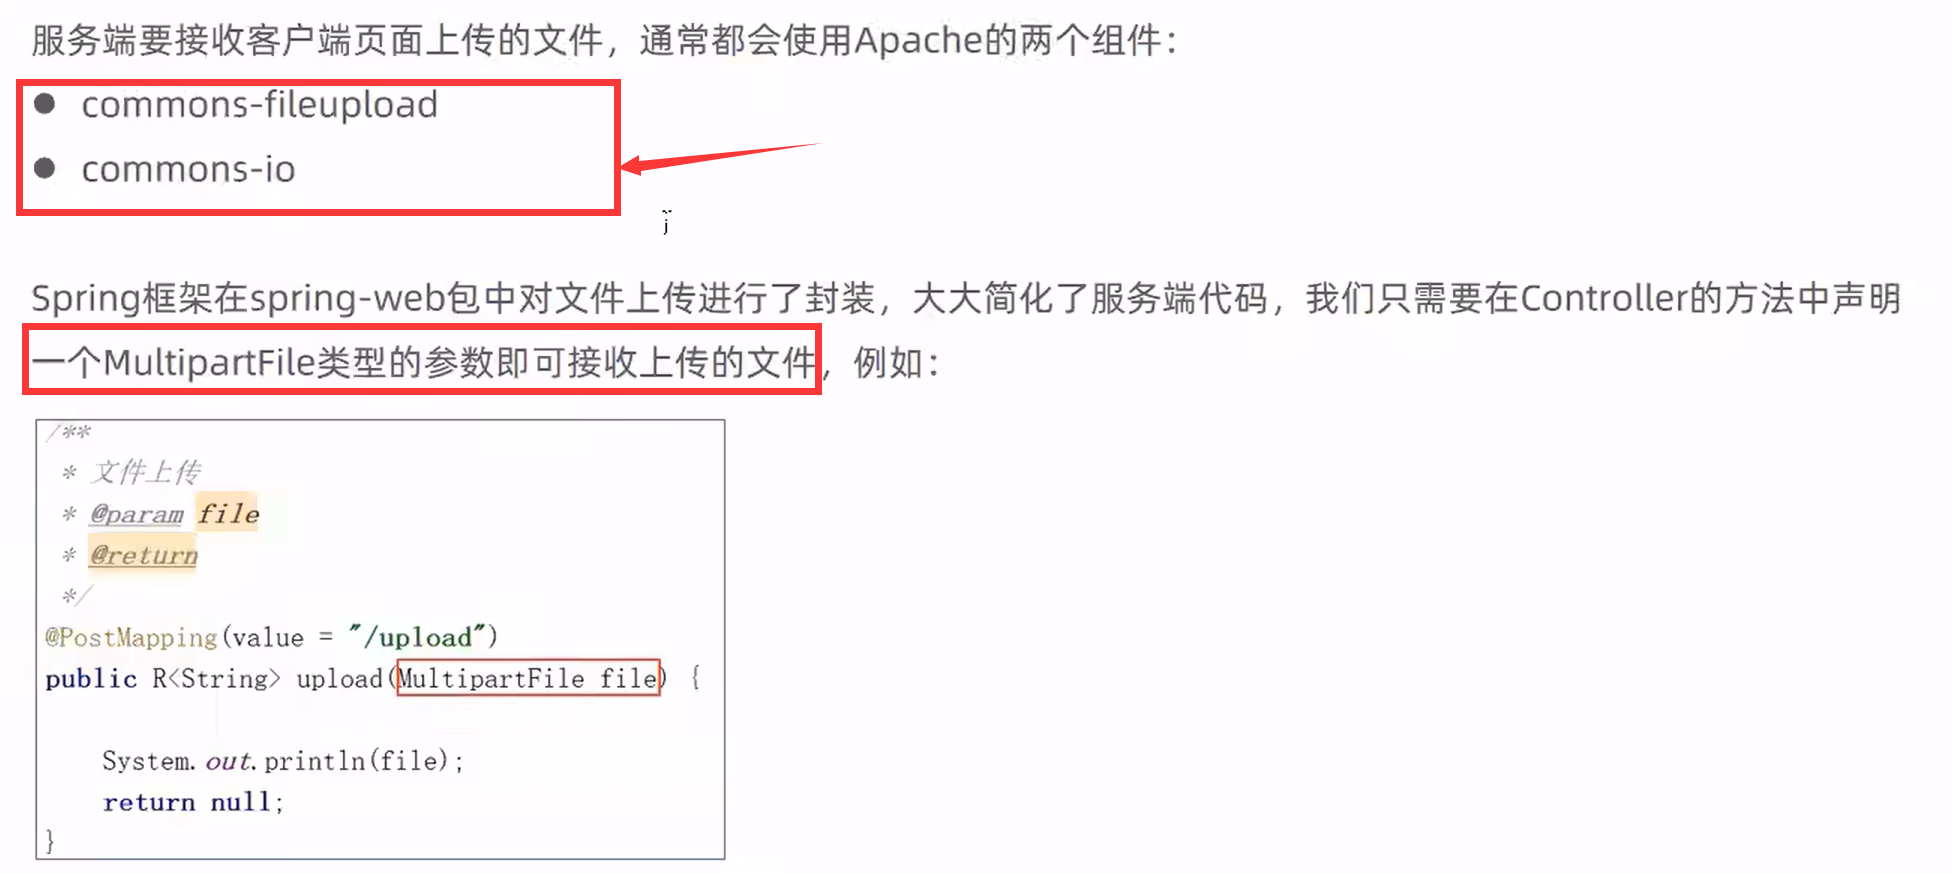 服务端要接收客户端页面上传的文件，通常都会使用Apache的两个组件：
● commons-fileupload
● commons-io
Spring框架在spring-web包中对文件上传进行了封装，大大简化了服务端代码，我们只需要在Controller的方法中声明
一个MultipartFile类型的参数即可接收上传的文件，例如：
/**
 * 文件上传
 * @param file
 * @return
 */
@PostMapping(value = "/upload")
public R<String> upload(MultipartFile file) {
    System.out.println(file);
    return null;
}